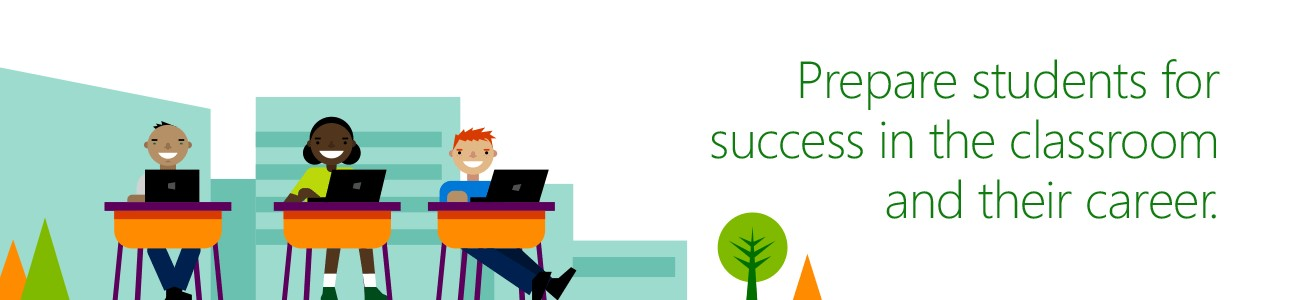 Prepare students for
success in the classroom
and their career.